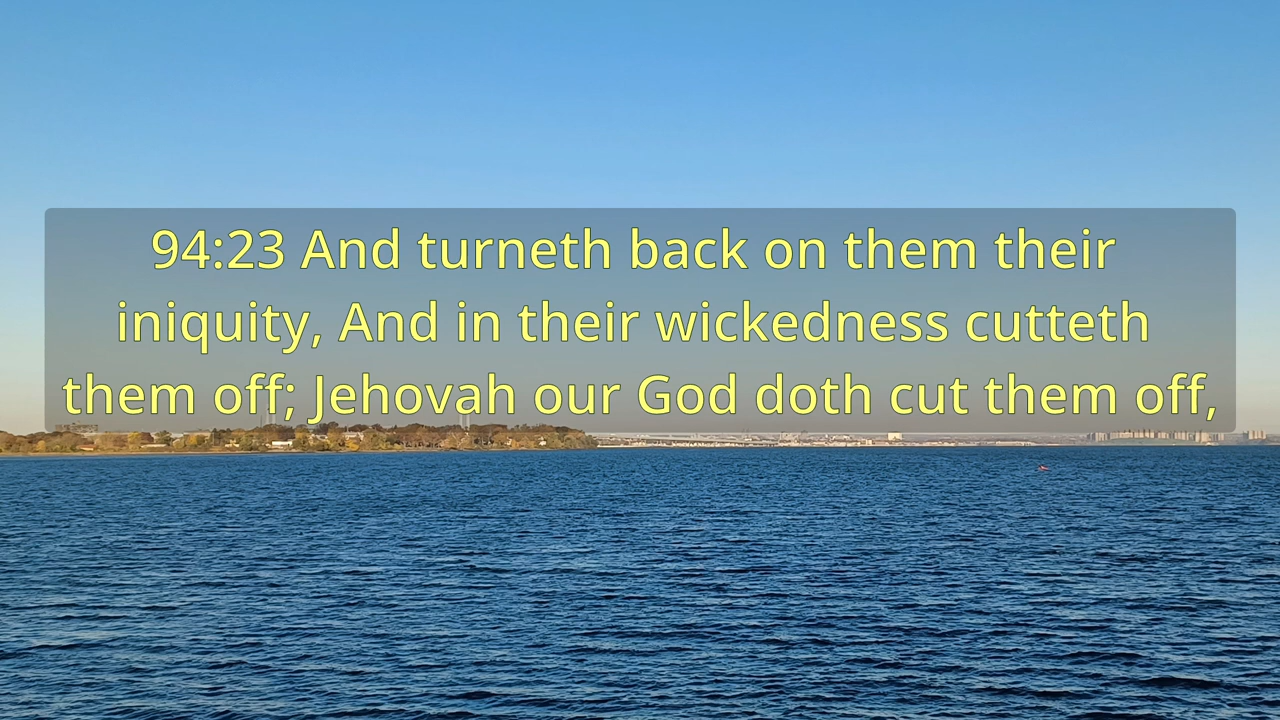 94:23 And turneth back on them their
iniquity, And in their wickedness cutteth
them off; Jehovah our God doth cut them off,